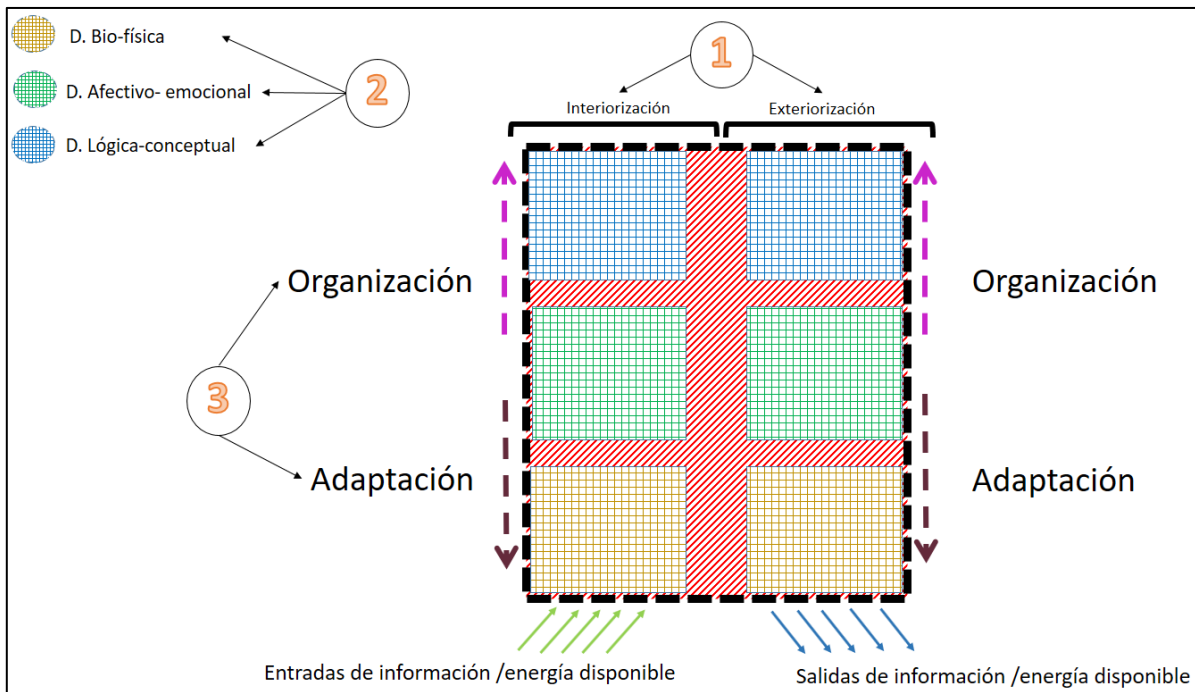 D. Bio-física
D. Afectivo- emocional
D. Lógica-conceptual
2
1
Interiorización
Exteriorización
3
Organización
Organización
Adaptación
Adaptación
Entradas de información /energía disponible
Salidas de información /energía disponible